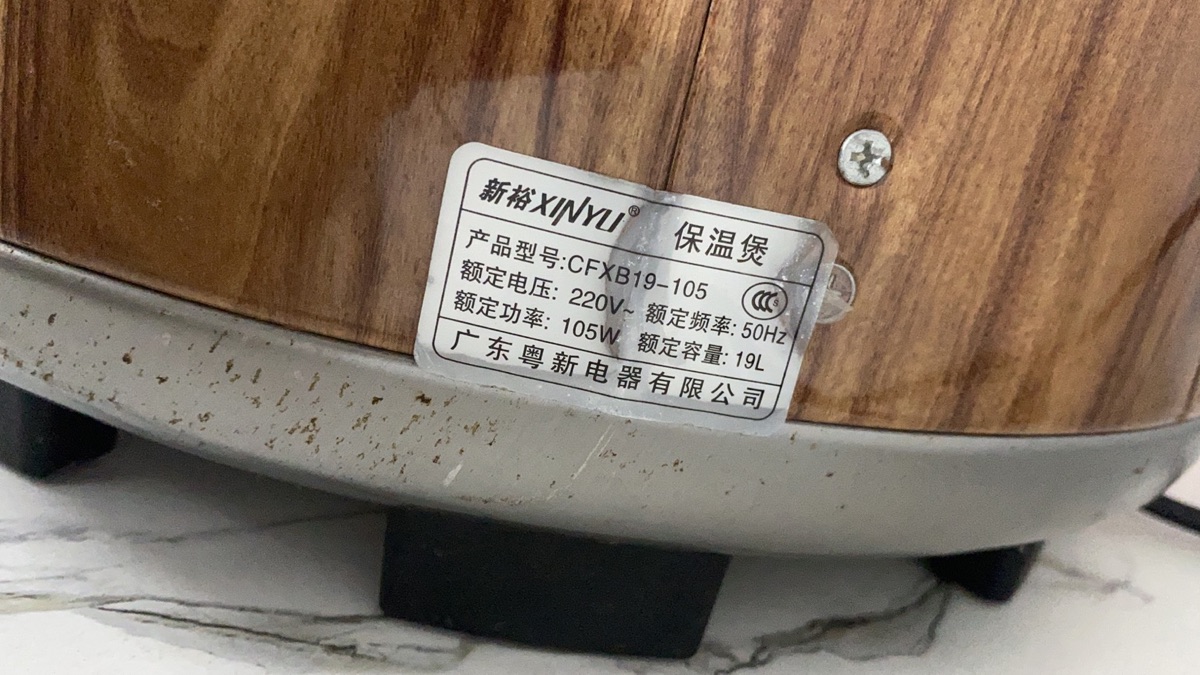 新裕XINYU® 保温煲
产品型号:CFXB19-105
额定电压: 220V~ 额定频率: 50Hz
额定功率: 105W 额定容量: 19L
广东粤新电器有限公司